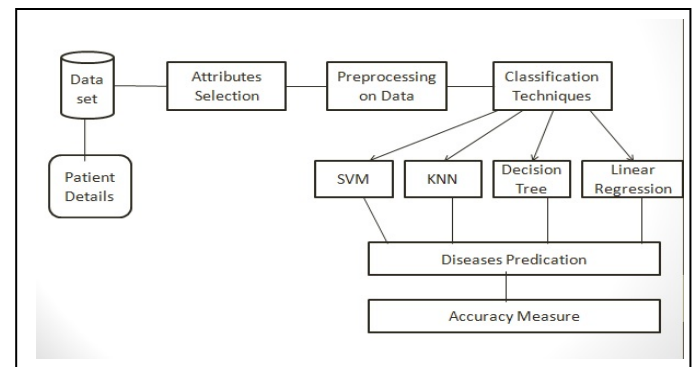 Data
set
Attributes
Selection
Preprocessing
on Data
Classification
Techniques
Patient
Details
SVM
KNN
Decision
Tree
Linear
Regression
Diseases Predication
Accuracy Measure